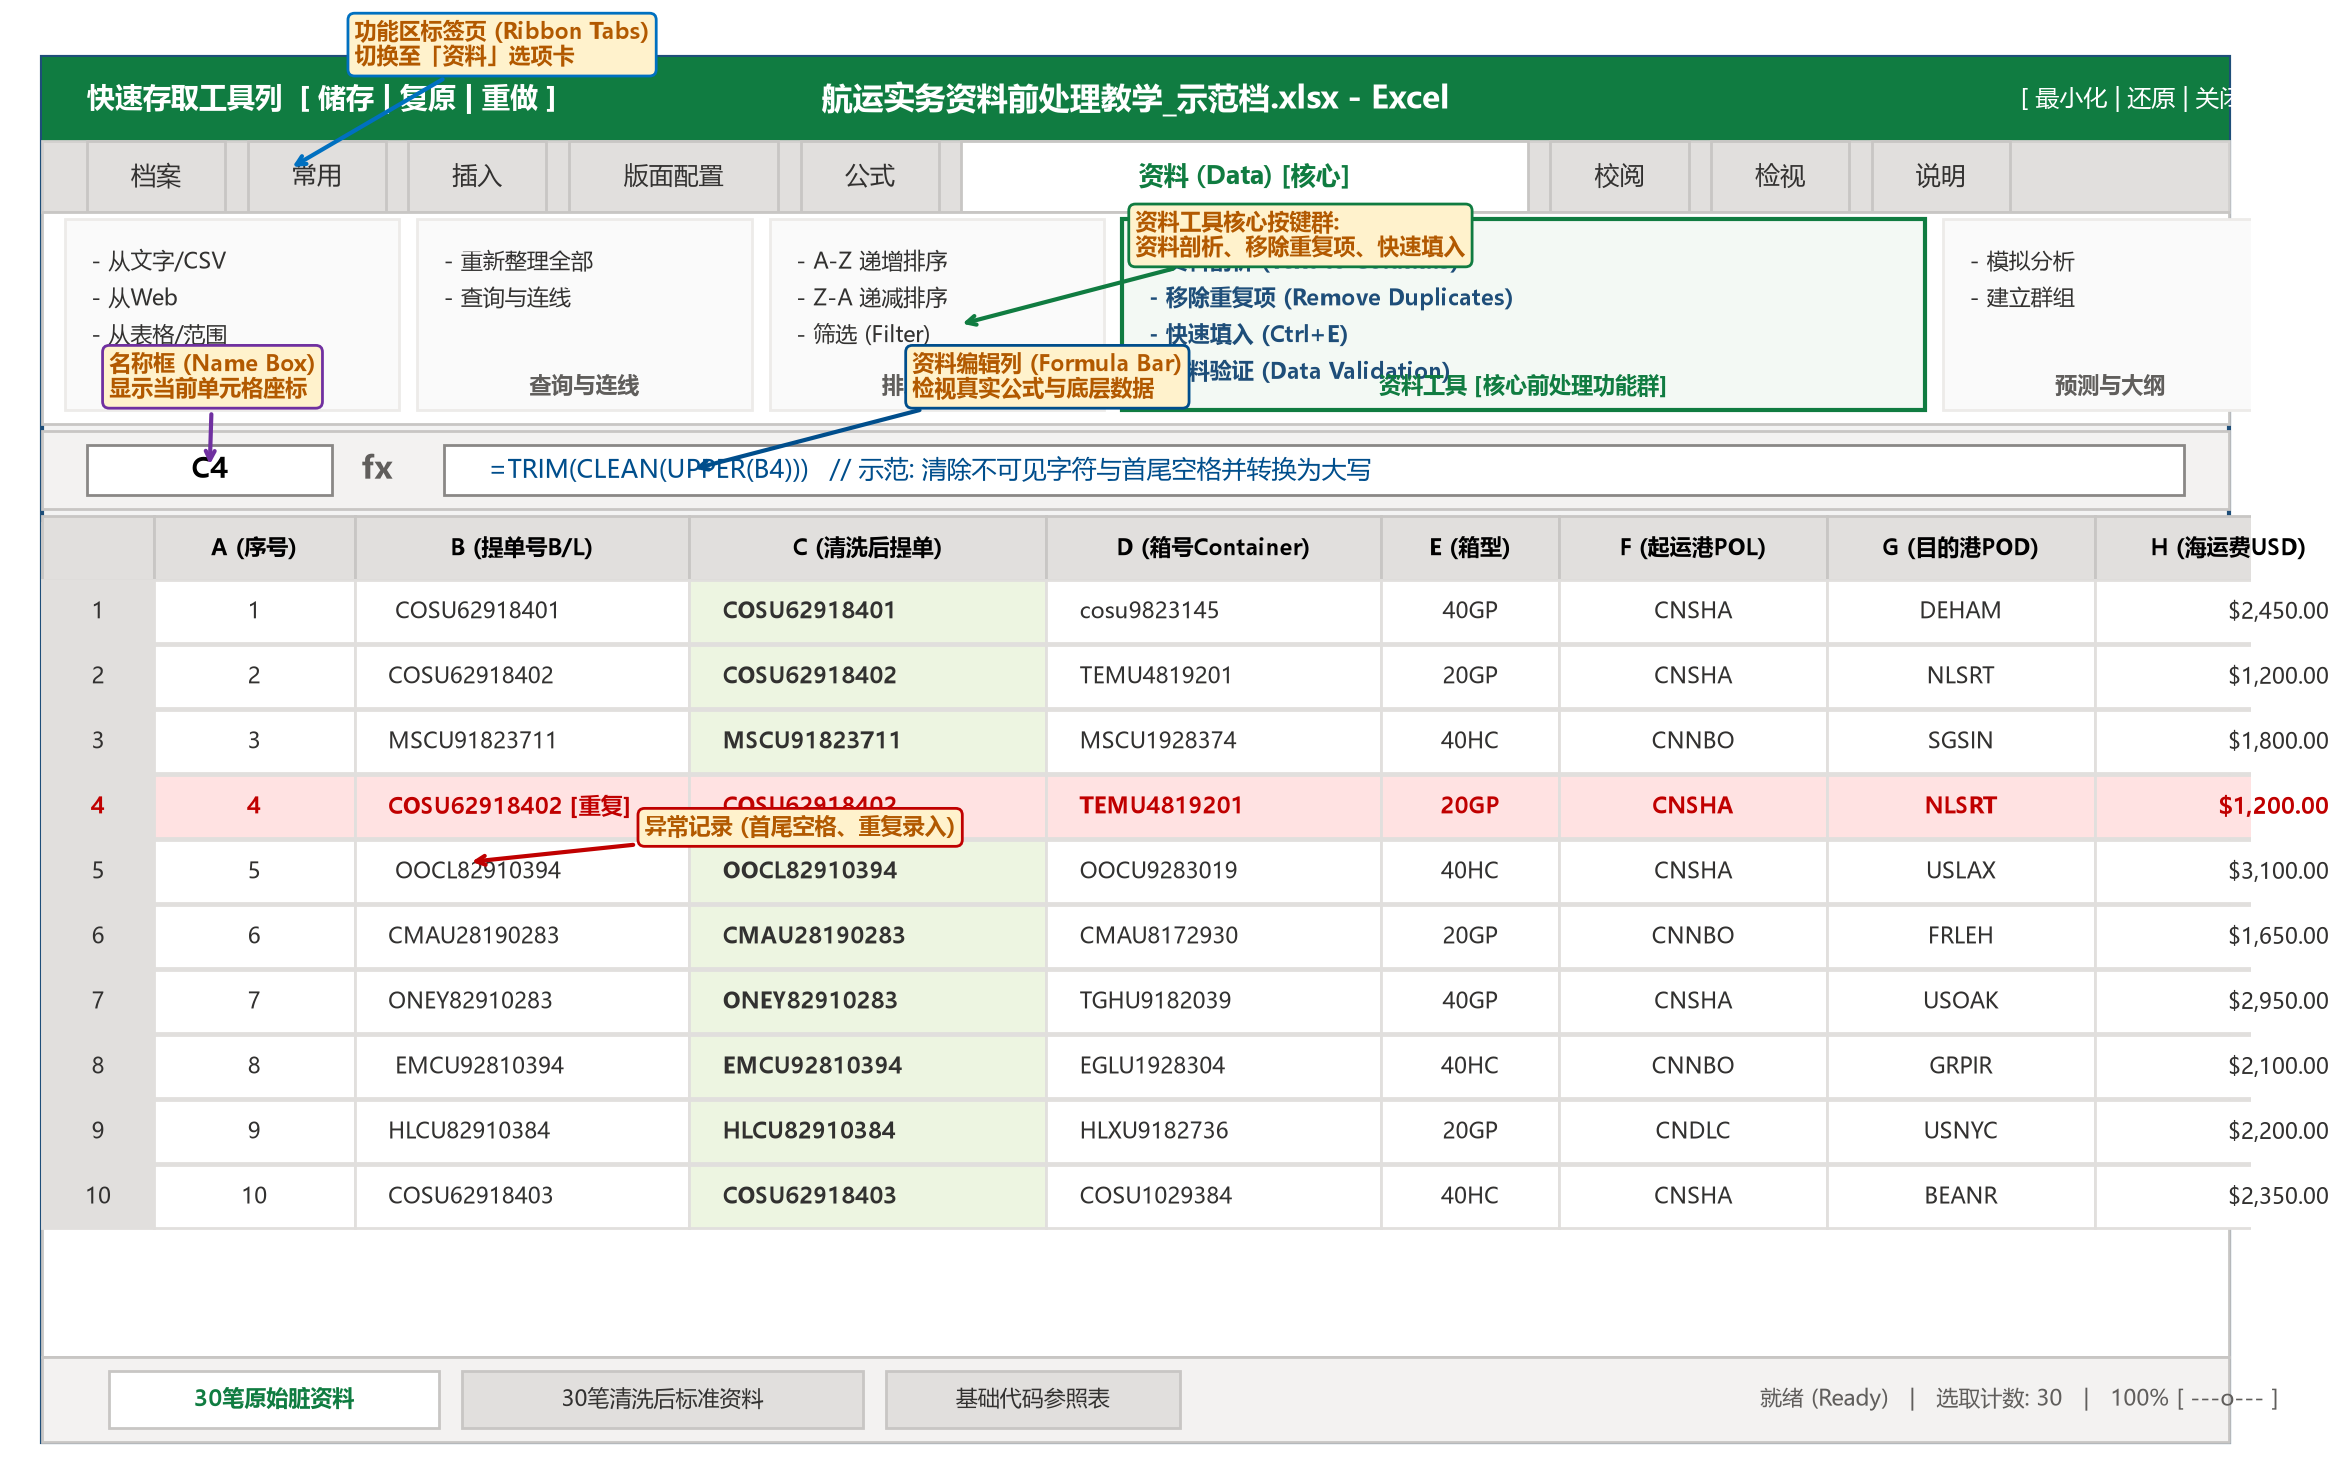 功能区标签页 (Ribbon Tabs)
切换至「资料」选项卡
快速存取工具列 [ 储存 | 复原 | 重做 ]
航运实务资料前处理教学_示范档.xlsx - Excel
[ 最小化 | 还原 | 关闭
档案
常用
插入
版面配置
公式
资料 (Data) [核心]
校阅
检视
说明
资料工具核心按键群:
资料剖析、移除重复项、快速填入
- 从文字/CSV
- 从Web
- 从表格/范围
- 重新整理全部
- 查询与连线
查询与连线
- A-Z 递增排序
- Z-A 递减排序
- 筛选 (Filter)
排
- 移除重复项 (Remove Duplicates)
- 快速填入 (Ctrl+E)
料验证 (Data Validation)
资料工具 [核心前处理功能群]
- 模拟分析
- 建立群组
预测与大纲
名称框 (Name Box)
显示当前单元格座标
资料编辑列 (Formula Bar)
检视真实公式与底层数据
C4
fx
=TRIM(CLEAN(UPPER(B4))) // 示范: 清除不可见字符与首尾空格并转换为大写
A (序号) B (提单号B/L) C (清洗后提单) D (箱号Container) E (箱型) F (起运港POL) G (目的港POD) H (海运费USD)
1 1 COSU62918401 COSU62918401 cosu9823145 40GP CNSHA DEHAM $2,450.00
2 2 COSU62918402 COSU62918402 TEMU4819201 20GP CNSHA NLSRT $1,200.00
3 3 MSCU91823711 MSCU91823711 MSCU1928374 40HC CNNBO SGSIN $1,800.00
4 4 COSU62918402 [重复] COSU62918402 TEMU4819201 20GP CNSHA NLSRT $1,200.00
异常记录 (首尾空格、重复录入)
5 5 OOCL82910394 OOCL82910394 OOCU9283019 40HC CNSHA USLAX $3,100.00
6 6 CMAU28190283 CMAU28190283 CMAU8172930 20GP CNNBO FRLEH $1,650.00
7 7 ONEY82910283 ONEY82910283 TGHU9182039 40GP CNSHA USOAK $2,950.00
8 8 EMCU92810394 EMCU92810394 EGLU1928304 40HC CNNBO GRPIR $2,100.00
9 9 HLCU82910384 HLCU82910384 HLXU9182736 20GP CNDLC USNYC $2,200.00
10 10 COSU62918403 COSU62918403 COSU1029384 40HC CNSHA BEANR $2,350.00
30笔原始脏资料
30笔清洗后标准资料
基础代码参照表
就绪 (Ready) | 选取计数: 30 | 100% [ ---o--- ]